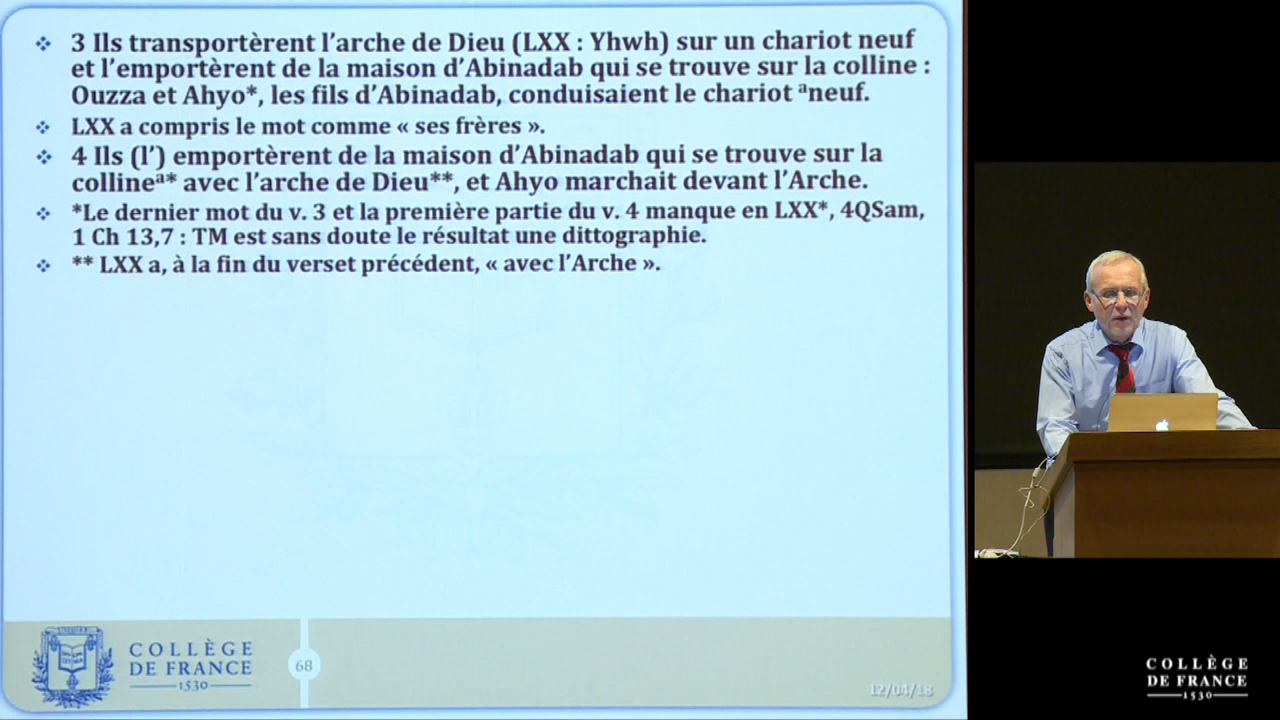 3 Ils transportèrent l’arche de Dieu (LXX : Yhwh) sur un chariot neuf
et l’emportèrent de la maison d’Abinadab qui se trouve sur la colline :
Ouzza et Ahyo*, les fils d’Abinadab, conduisaient le chariot ᵃneuf.
LXX a compris le mot comme « ses frères ».
4 Ils (l’) emportèrent de la maison d’Abinadab qui se trouve sur la
collineᵃ* avec l’arche de Dieu**, et Ahyo marchait devant l’Arche.
*Le dernier mot du v. 3 et la première partie du v. 4 manque en LXX*, 4QSam,
1 Ch 13,7 : TM est sans doute le résultat une dittographie.
** LXX a, à la fin du verset précédent, « avec l’Arche ».
COLLÈGE
DE FRANCE
1530
68
12/04/18
COLLÈGE
DE FRANCE
1530